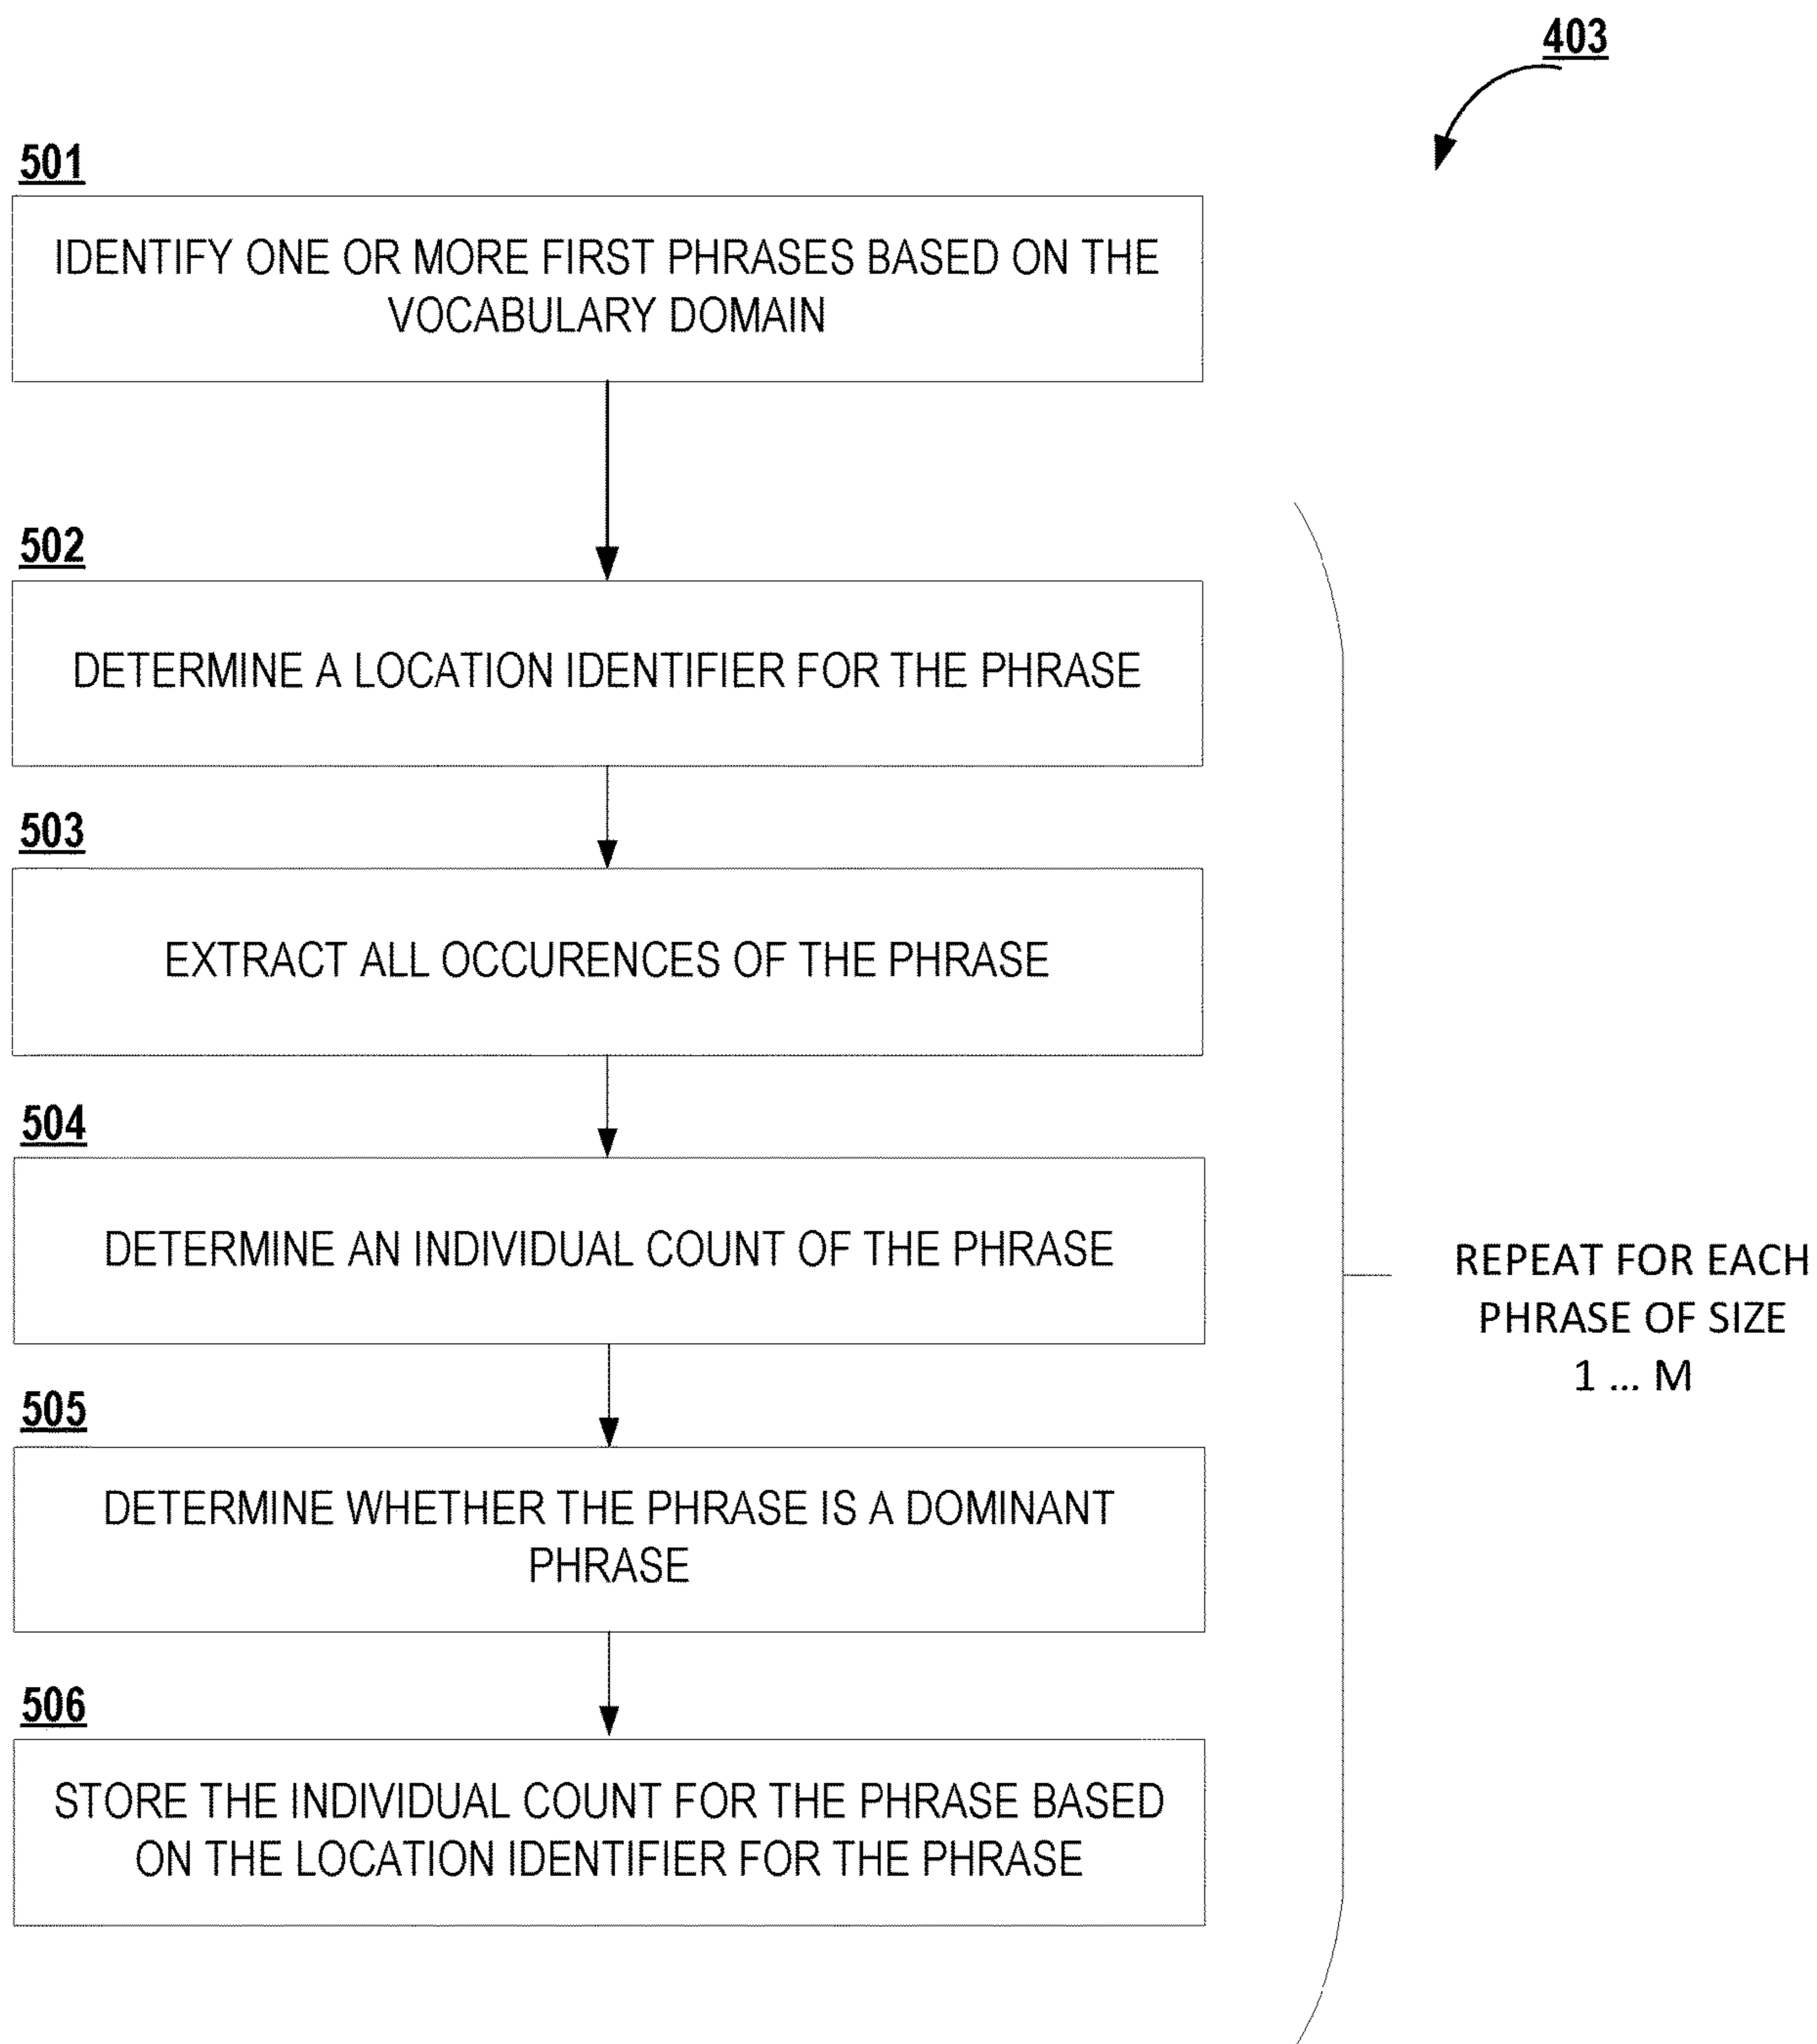 403
501
IDENTIFY ONE OR MORE FIRST PHRASES BASED ON THE
VOCABULARY DOMAIN
502
DETERMINE A LOCATION IDENTIFIER FOR THE PHRASE
503
EXTRACT ALL OCCURENCES OF THE PHRASE
504
DETERMINE AN INDIVIDUAL COUNT OF THE PHRASE
REPEAT FOR EACH
PHRASE OF SIZE
1 ... M
505
DETERMINE WHETHER THE PHRASE IS A DOMINANT
PHRASE
506
STORE THE INDIVIDUAL COUNT FOR THE PHRASE BASED
ON THE LOCATION IDENTIFIER FOR THE PHRASE